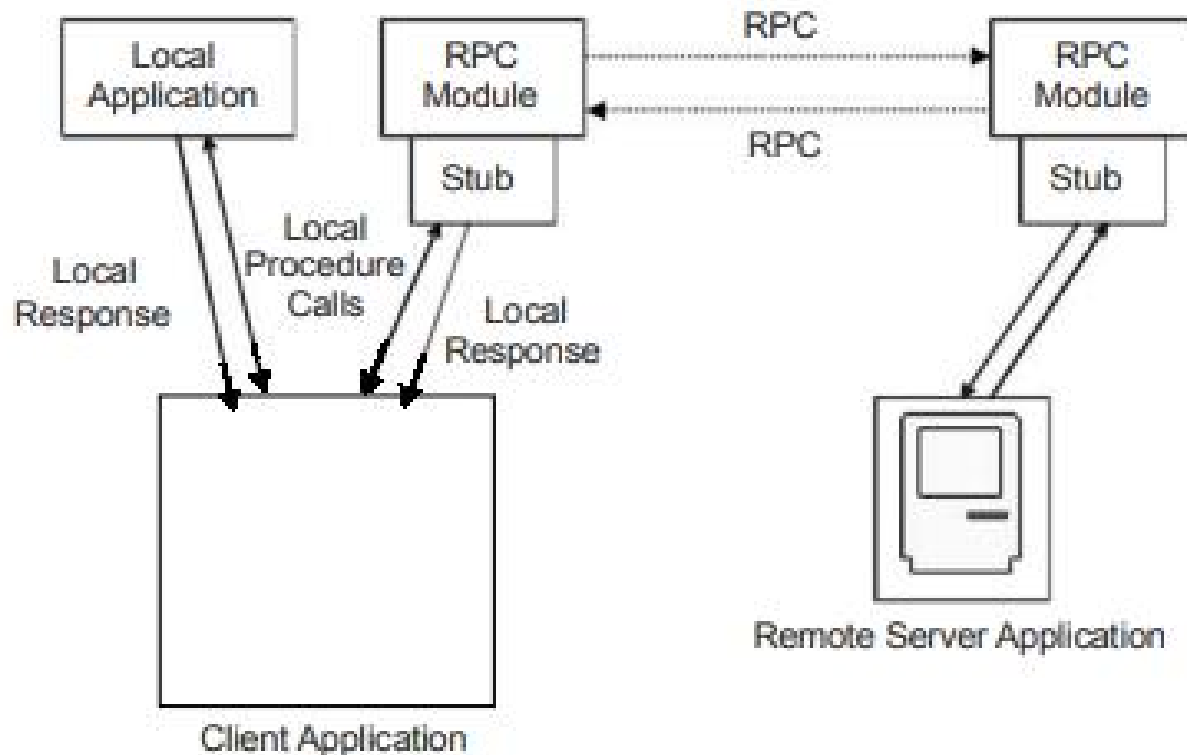 Local
Application
RPC
Module
Stub
RPC
RPC
RPC
Module
Stub
Local
Response
Local
Procedure
Calls
Local
Response
Client Application
Remote Server Application